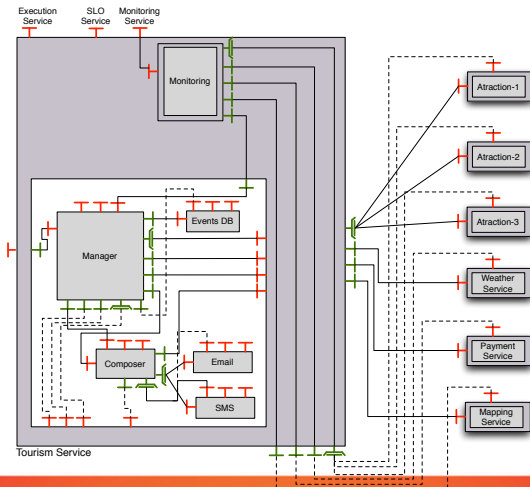 Execution
Service
SLO
Service
Monitoring
Service
Monitoring
Atraction-1
Atraction-2
Atraction-3
Events DB
Manager
Weather
Service
Payment
Service
Composer
Email
SMS
Mapping
Service
Tourism Service